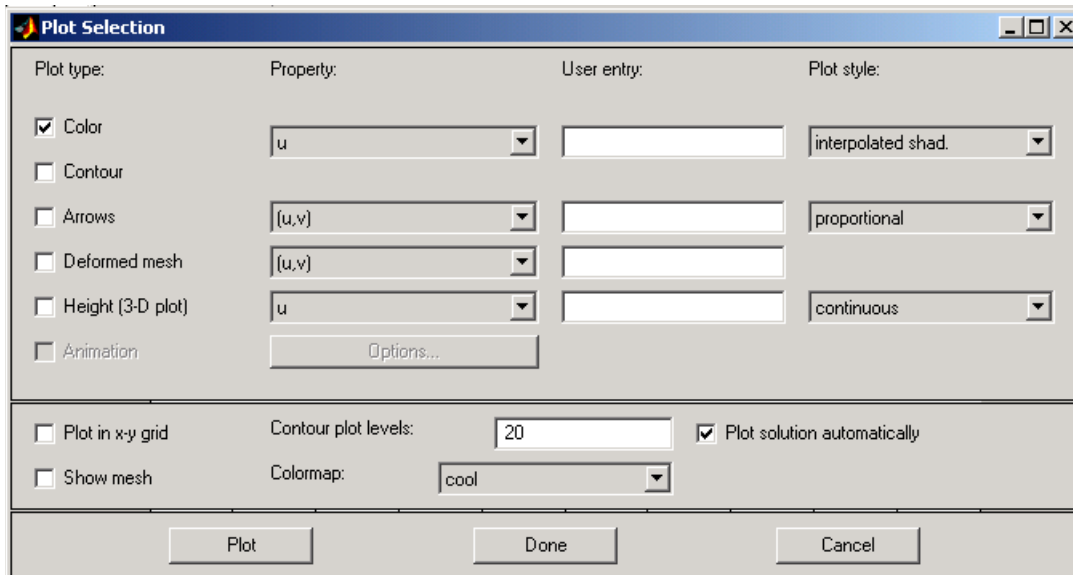 Plot Selection
Plot type: Property: User entry: Plot style:
Color u interpolated shad.
Contour
Arrows (u,v) proportional
Deformed mesh (u,v)
Height (3-D plot) u continuous
Animation Options...
Plot in x-y grid Contour plot levels: 20 Plot solution automatically
Show mesh Colormap: cool
Plot Done Cancel